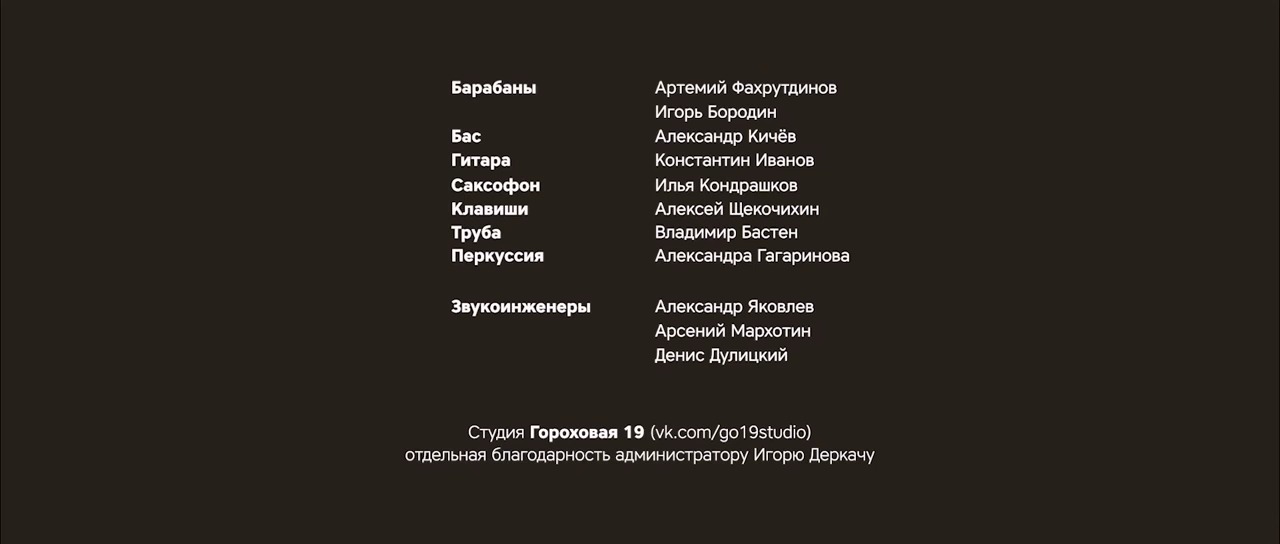 Барабаны Артемий Фахрутдинов
Игорь Бородин
Бас Александр Кичёв
Гитара Константин Иванов
Саксофон Илья Кондрашков
Клавиши Алексей Щекочихин
Труба Владимир Бастен
Перкуссия Александра Гагаринова
Звукоинженеры Александр Яковлев
Арсений Мархотин
Денис Дулицкий
Студия Гороховая 19 (vk.com/go19studio)
отдельная благодарность администратору Игорю Деркачу